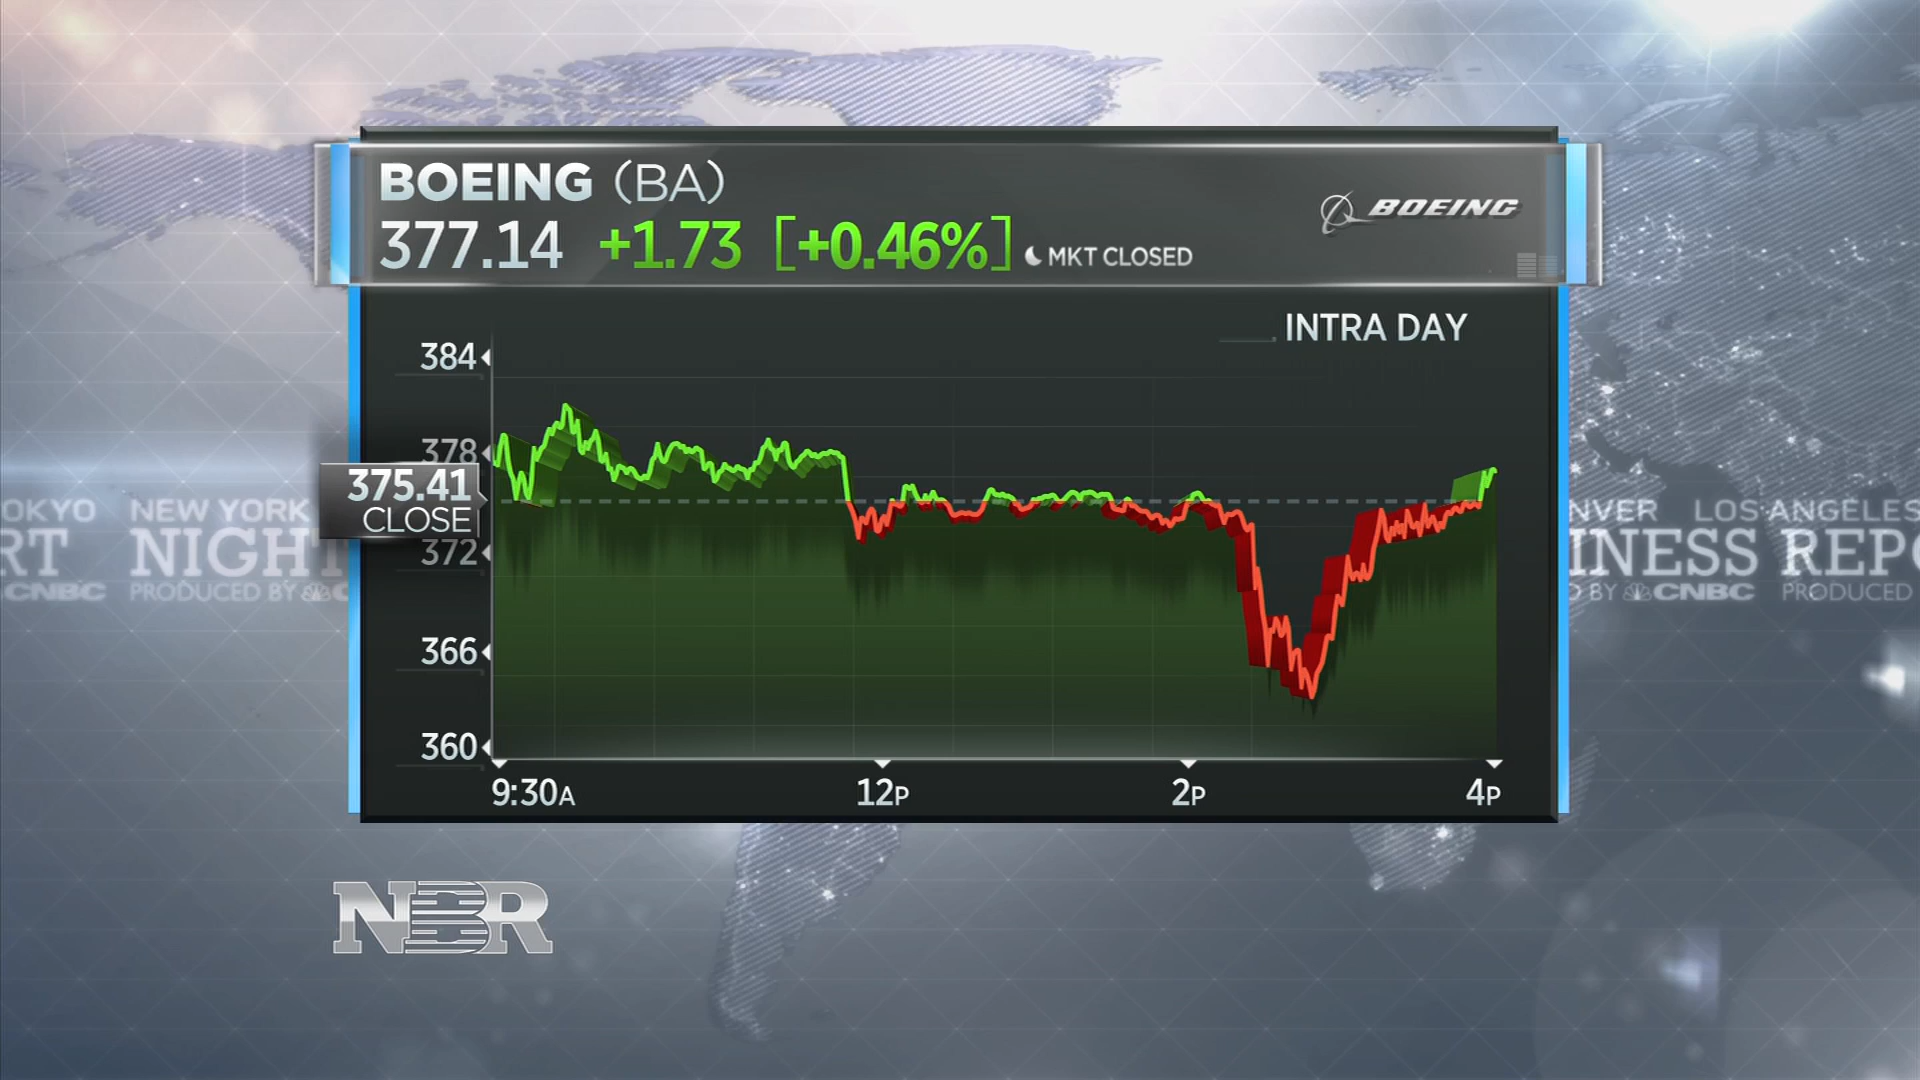 BOEING (BA)
377.14 +1.73 [+0.46%] MKT CLOSED
BOEING
INTRA DAY
384
378
375.41
CLOSE
372
366
360
9:30A 12P 2P 4P
OKYO NEW YORK
RT NIGHT
CNBC PRODUCED BY
NVER LOS ANGELES
INESS REPO
D BY CNBC PRODUCED
NBR